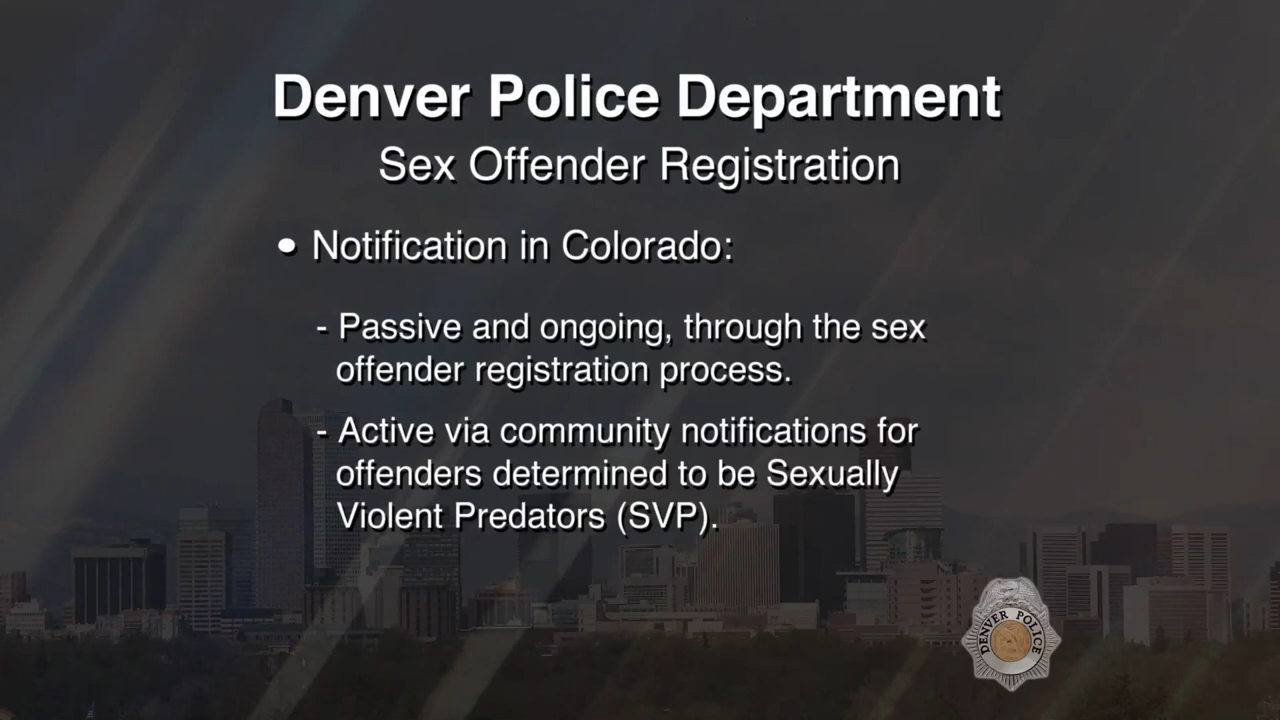 Denver Police Department
Sex Offender Registration
• Notification in Colorado:
- Passive and ongoing, through the sex
offender registration process.
- Active via community notifications for
offenders determined to be Sexually
Violent Predators (SVP).
DENVER POLICE